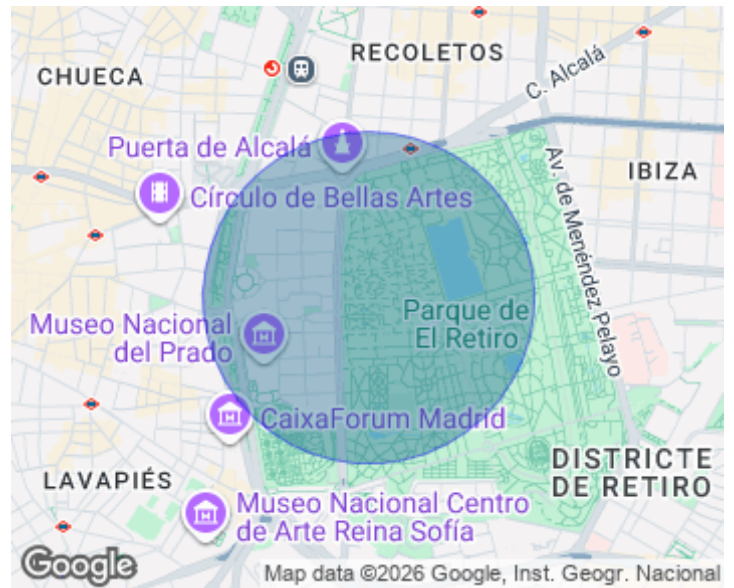 RECOLETOS
CHUECA
C. Alcalá
Puerta de Alcalá
IBIZA
Círculo de Bellas Artes
Av. de Menéndez Pelayo
Parque de
El Retiro
Museo Nacional
del Prado
CaixaForum Madrid
DISTRICTE
DE RETIRO
LAVAPIÉS
Museo Nacional Centro
de Arte Reina Sofía
Google
Map data ©2026 Google, Inst. Geogr. Nacional